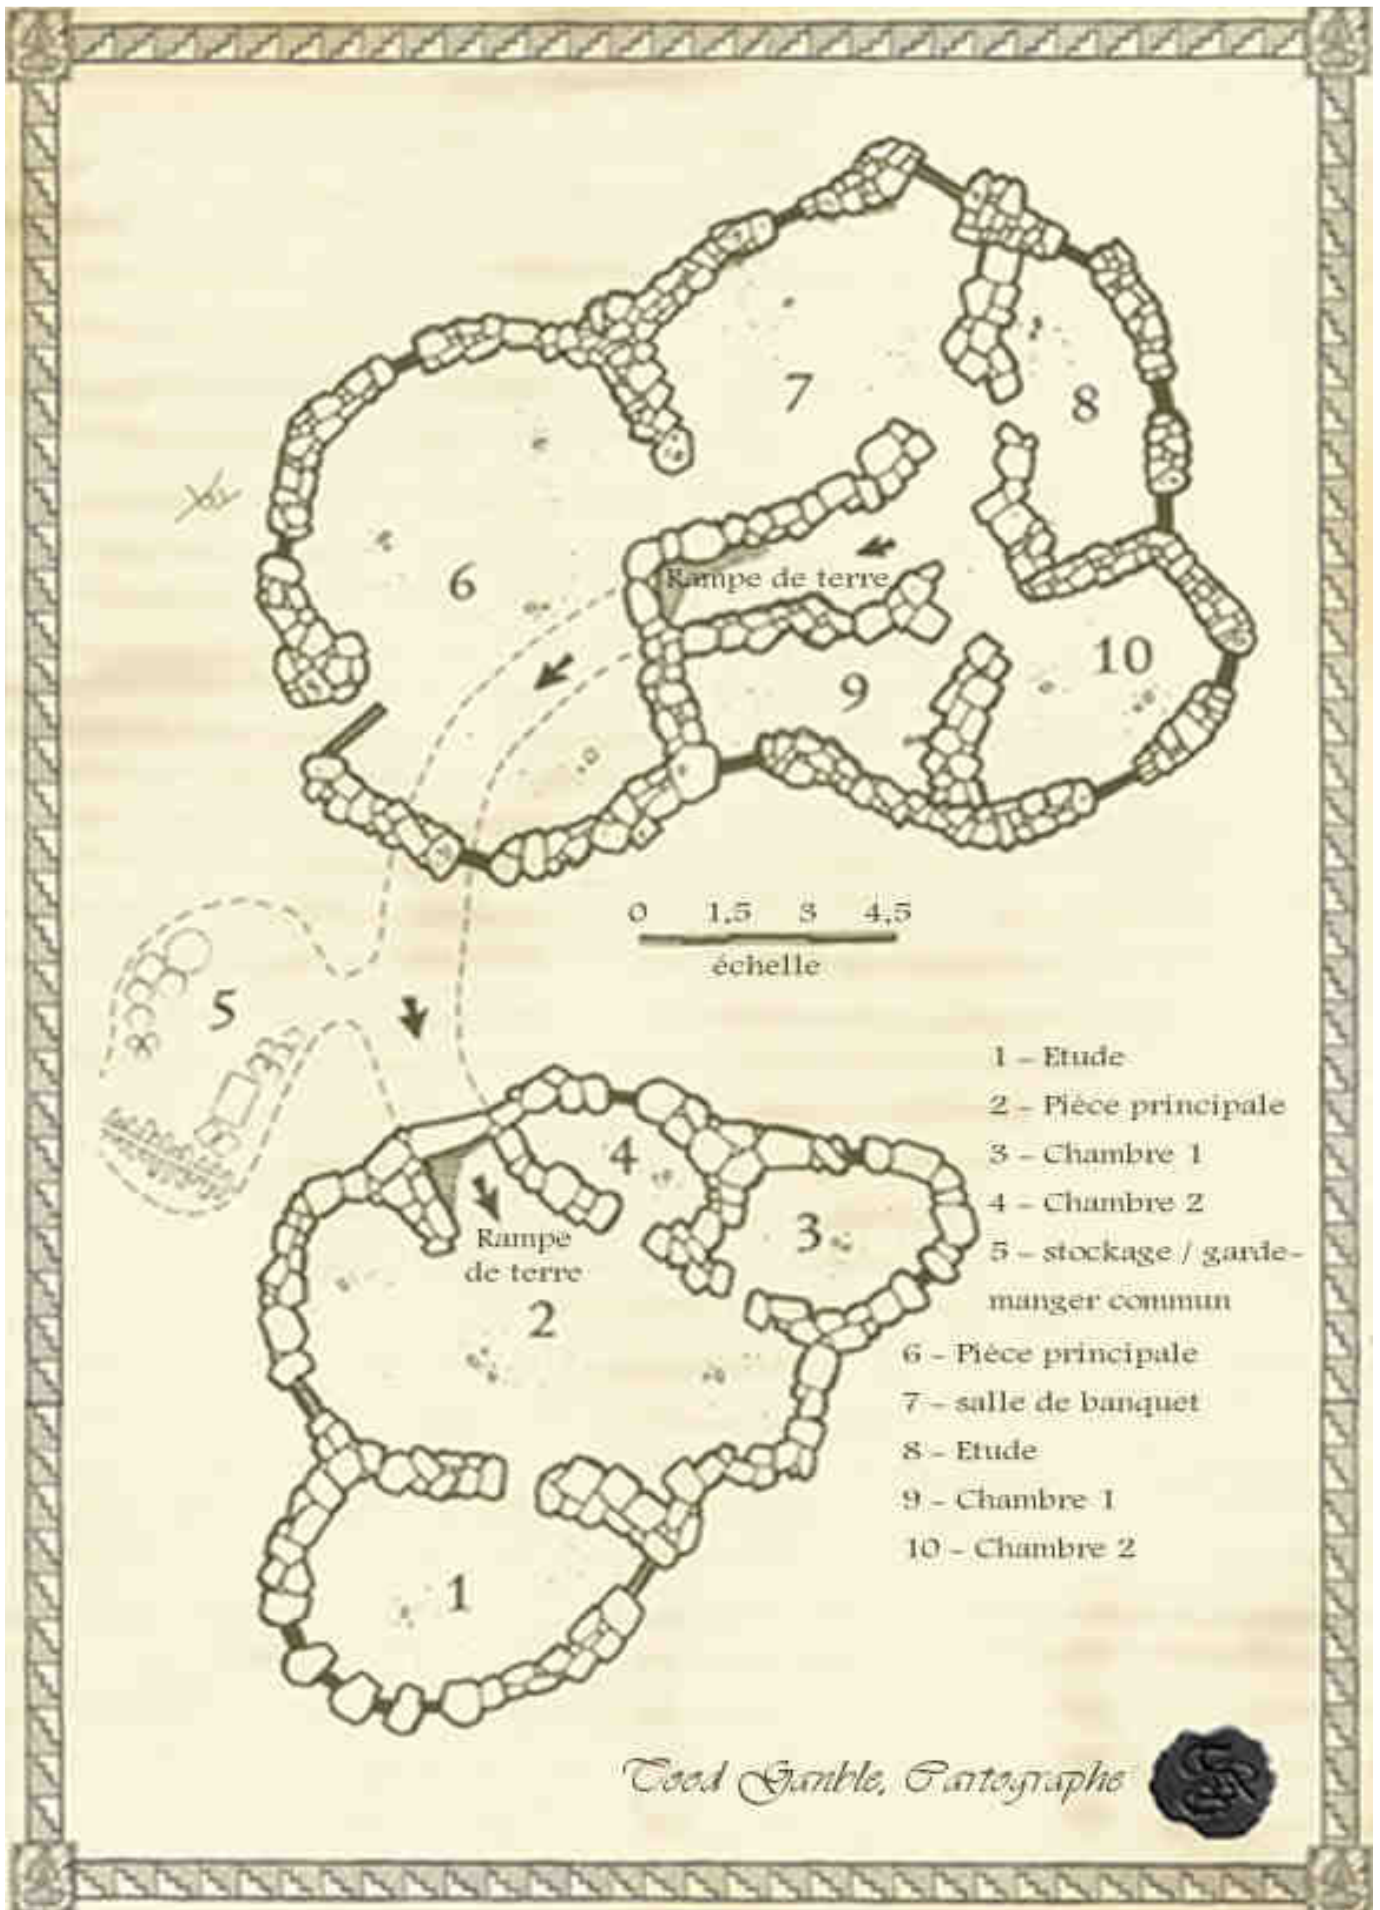 7
8
6
Rampe de terre
10
9
0 1,5 3 4,5
échelle
5
1 - Etude
2 - Pièce principale
3 - Chambre 1
4 - Chambre 2
5 - stockage / garde-
manger commun
6 - Pièce principale
7 - salle de banquet
8 - Etude
9 - Chambre 1
10 - Chambre 2
4
3
Rampe
de terre
2
1
Tood Ganble, Cartographe